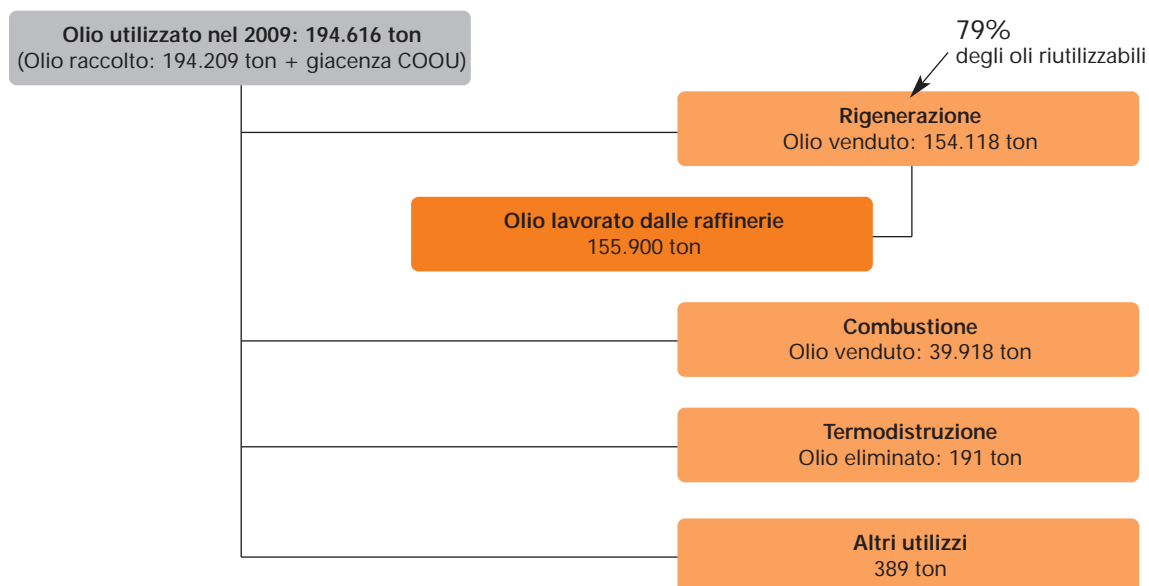 Olio utilizzato nel 2009: 194.616 ton
(Olio raccolto: 194.209 ton + giacenza COOU)
79%
degli oli riutilizzabili
Rigenerazione
Olio venduto: 154.118 ton
Olio lavorato dalle raffinerie
155.900 ton
Combustione
Olio venduto: 39.918 ton
Termodistruzione
Olio eliminato: 191 ton
Altri utilizzi
389 ton